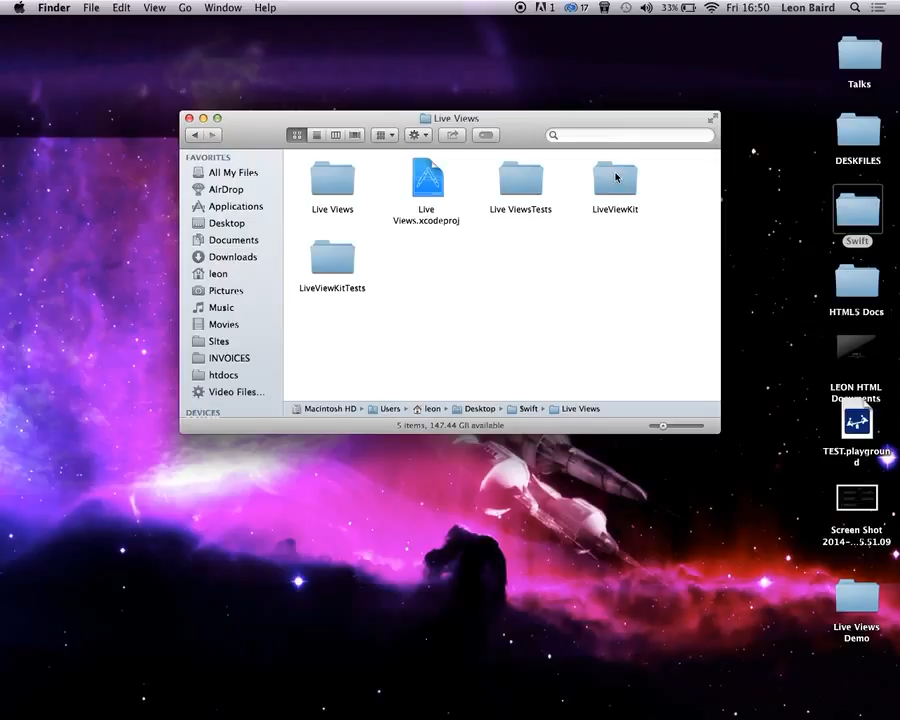 Finder File Edit View Go Window Help 1 17 33% Fri 16:50 Leon Baird
Live Views
FAVORITES
All My Files
AirDrop
Applications
Desktop
Documents
Downloads
leon
Pictures
Music
Movies
Sites
INVOICES
htdocs
Video Files...
DEVICES
Live Views
Live
Views.xcodeproj
Live ViewsTests
LiveViewKit
LiveViewKitTests
Macintosh HD Users leon Desktop Swift Live Views
5 items, 147.44 GB available
Talks
DESKFILES
Swift
HTML5 Docs
LEON HTML
Documents
TEST.playgroun
d
Screen Shot
2014-...5.51.09
Live Views
Demo